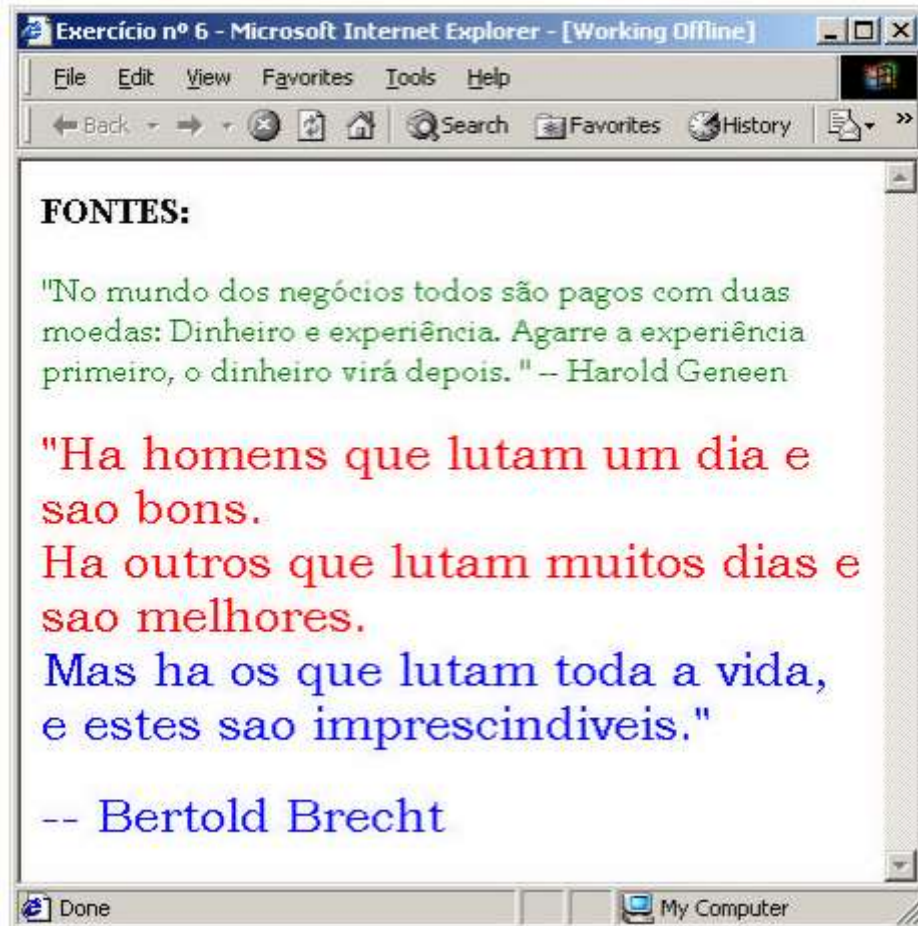 Exercício nº 6 - Microsoft Internet Explorer - [Working Offline]
File Edit View Favorites Tools Help
Back Search Favorites History »
FONTES:
"No mundo dos negócios todos são pagos com duas
moedas: Dinheiro e experiência. Agarre a experiência
primeiro, o dinheiro virá depois. " -- Harold Geneen
"Ha homens que lutam um dia e
sao bons.
Ha outros que lutam muitos dias e
sao melhores.
Mas ha os que lutam toda a vida,
e estes sao imprescindiveis."
-- Bertold Brecht
Done My Computer